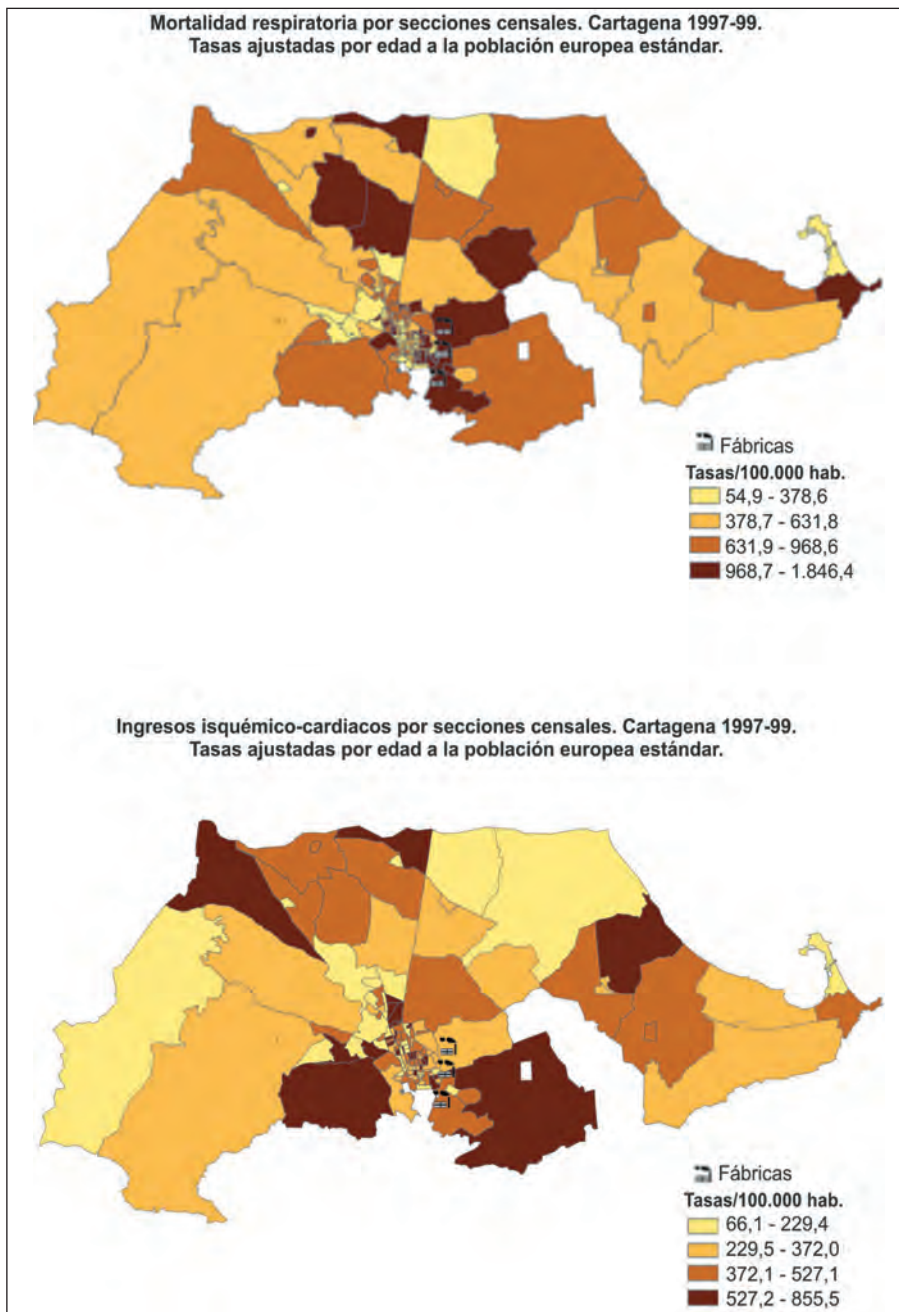 Mortalidad respiratoria por secciones censales. Cartagena 1997-99.
Tasas ajustadas por edad a la población europea estándar.
Fábricas
Tasas/100.000 hab.
54,9 - 378,6
378,7 - 631,8
631,9 - 968,6
968,7 - 1.846,4
Ingresos isquémico-cardiacos por secciones censales. Cartagena 1997-99.
Tasas ajustadas por edad a la población europea estándar.
Fábricas
Tasas/100.000 hab.
66,1 - 229,4
229,5 - 372,0
372,1 - 527,1
527,2 - 855,5